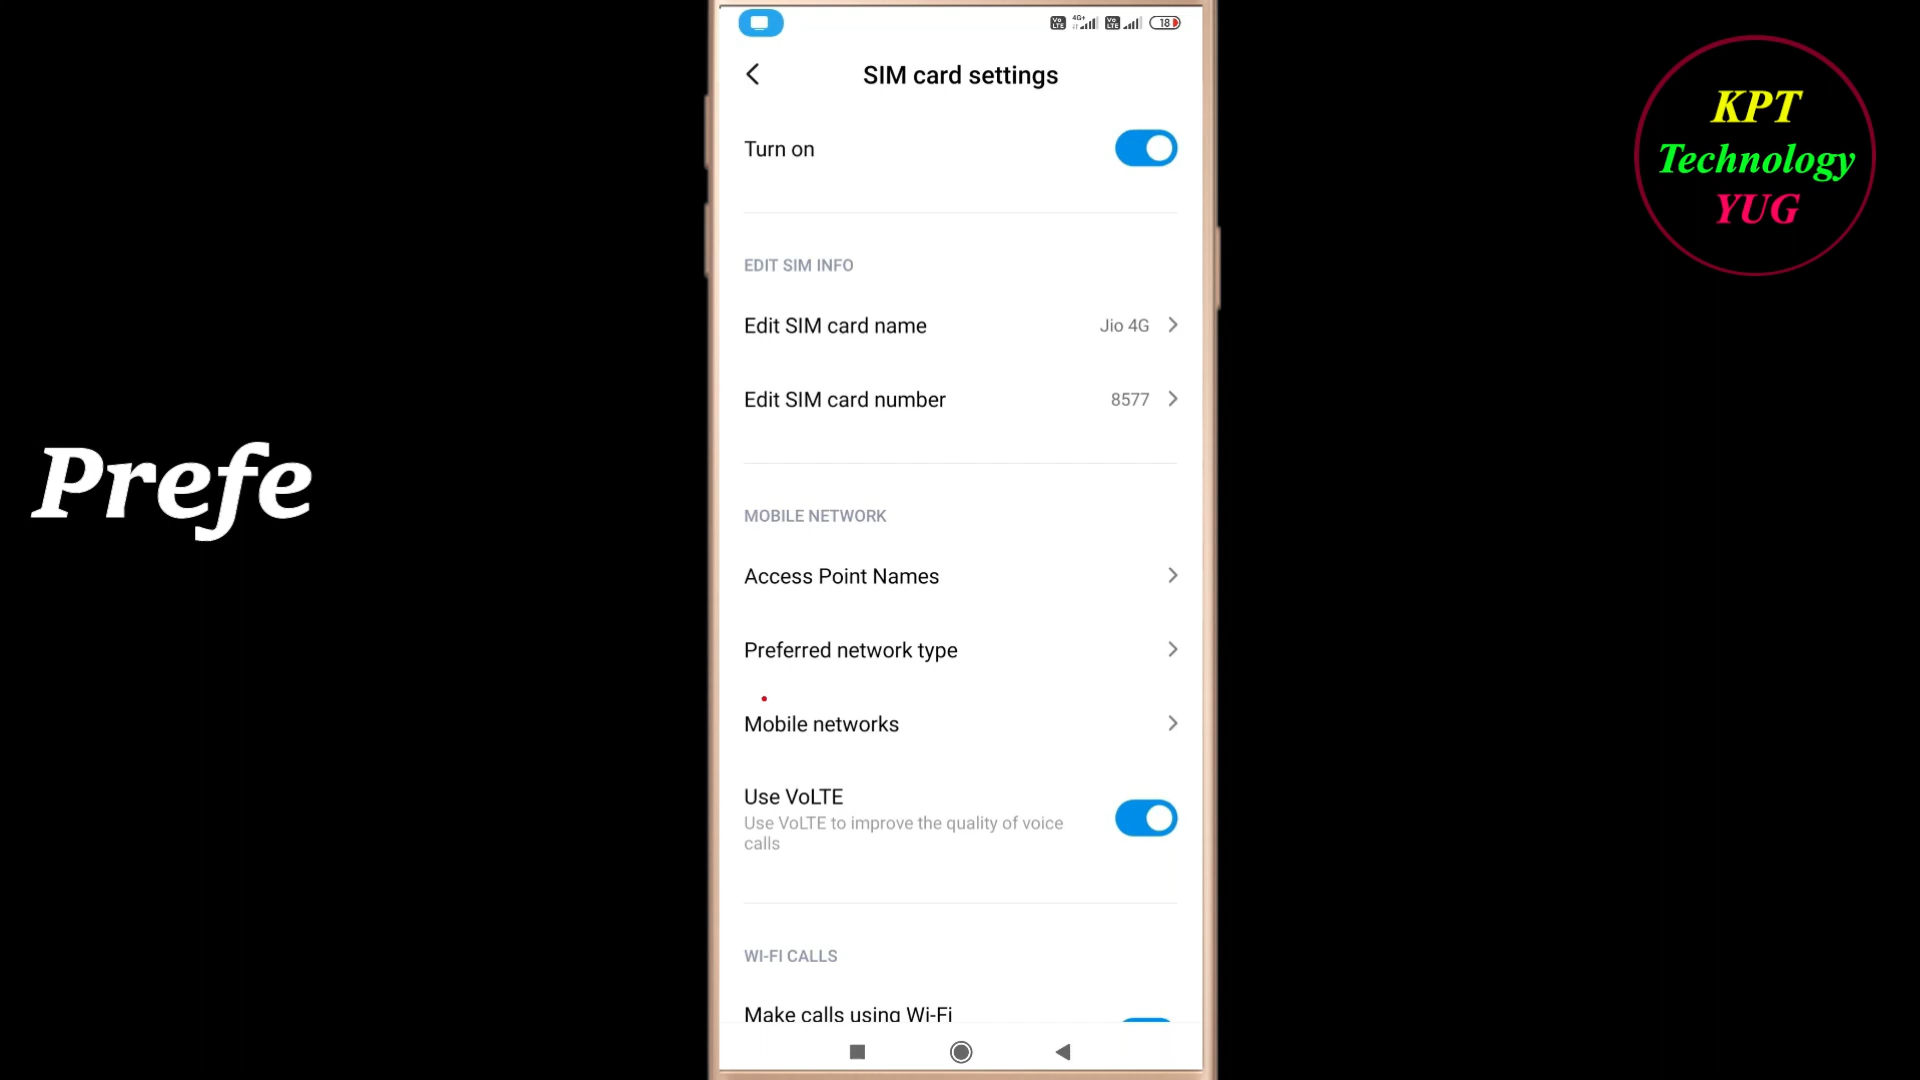 18
SIM card settings
Turn on
EDIT SIM INFO
Edit SIM card name
Jio 4G
Edit SIM card number
8577
MOBILE NETWORK
Access Point Names
Preferred network type
Mobile networks
Use VoLTE
Use VoLTE to improve the quality of voice
calls
WI-FI CALLS
Make calls using Wi-Fi
Prefe
KPT
Technology
YUG